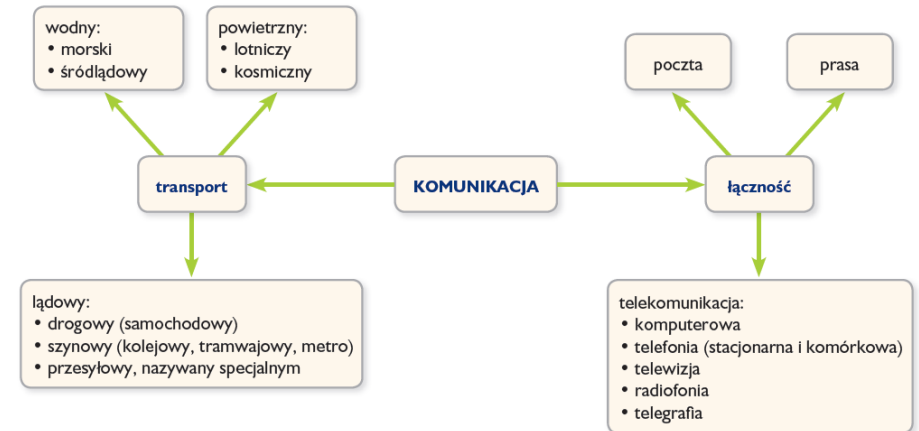 wodny:
• morski
• śródlądowy
powietrzny:
• lotniczy
• kosmiczny
poczta
prasa
transport
KOMUNIKACJA
łączność
lądowy:
• drogowy (samochodowy)
• szynowy (kolejowy, tramwajowy, metro)
• przesyłowy, nazywany specjalnym
telekomunikacja:
• komputerowa
• telefonia (stacjonarna i komórkowa)
• telewizja
• radiofonia
• telegrafia